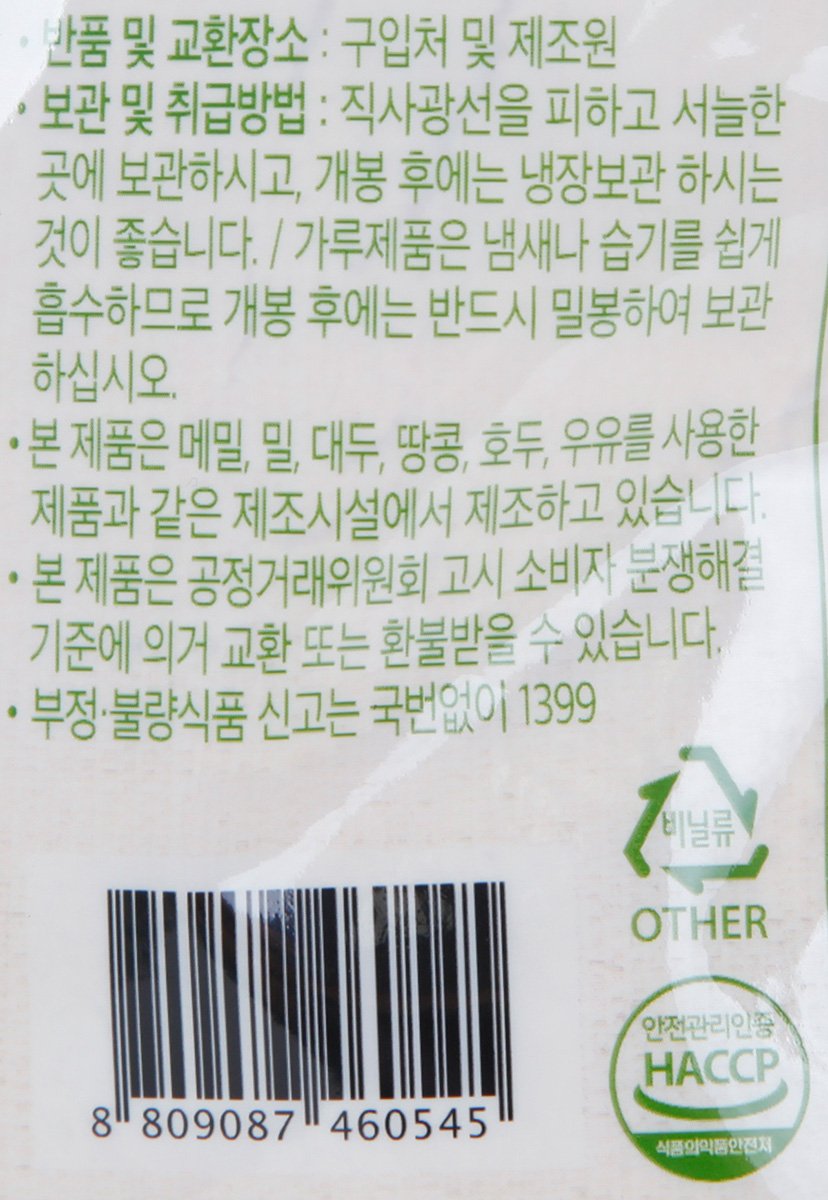 • 반품 및 교환장소 : 구입처 및 제조원
• 보관 및 취급방법 : 직사광선을 피하고 서늘한
곳에 보관하시고, 개봉 후에는 냉장보관 하시는
것이 좋습니다. / 가루제품은 냄새나 습기를 쉽게
흡수하므로 개봉 후에는 반드시 밀봉하여 보관
하십시오.
• 본 제품은 메밀, 밀, 대두, 땅콩, 호두, 우유를 사용한
제품과 같은 제조시설에서 제조하고 있습니다.
• 본 제품은 공정거래위원회 고시 소비자 분쟁해결
기준에 의거 교환 또는 환불받을 수 있습니다.
• 부정·불량식품 신고는 국번없이 1399
비닐류
OTHER
안전관리인증
HACCP
식품의약품안전처
8 809087 460545